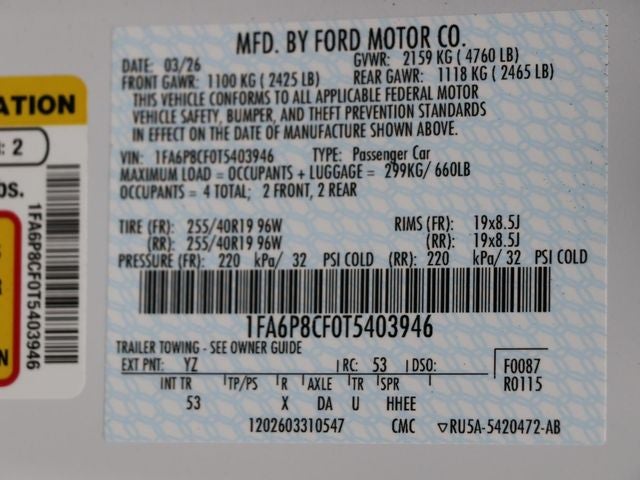 MFD. BY FORD MOTOR CO.
DATE: 03/26 GVWR: 2159 KG ( 4760 LB)
FRONT GAWR: 1100 KG ( 2425 LB) REAR GAWR: 1118 KG ( 2465 LB)
THIS VEHICLE CONFORMS TO ALL APPLICABLE FEDERAL MOTOR
VEHICLE SAFETY, BUMPER, AND THEFT PREVENTION STANDARDS
IN EFFECT ON THE DATE OF MANUFACTURE SHOWN ABOVE.
VIN: 1FA6P8CF0T5403946 TYPE: Passenger Car
MAXIMUM LOAD = OCCUPANTS + LUGGAGE = 299KG/ 660LB
OCCUPANTS = 4 TOTAL; 2 FRONT, 2 REAR
TIRE (FR): 255/40R19 96W RIMS (FR): 19x8.5J
(RR): 255/40R19 96W (RR): 19x8.5J
PRESSURE (FR): 220 kPa/ 32 PSI COLD (RR): 220 kPa/ 32 PSI COLD
1FA6P8CF0T5403946
TRAILER TOWING - SEE OWNER GUIDE
EXT PNT: YZ RC: 53 DSO: F0087
R0115
INT TR TP/PS R AXLE TR SPR
53 X DA U HHEE
1202603310547 CMC ▽RU5A-5420472-AB
ATION
: 2
bs.
N
1FA6P8CF0T5403946